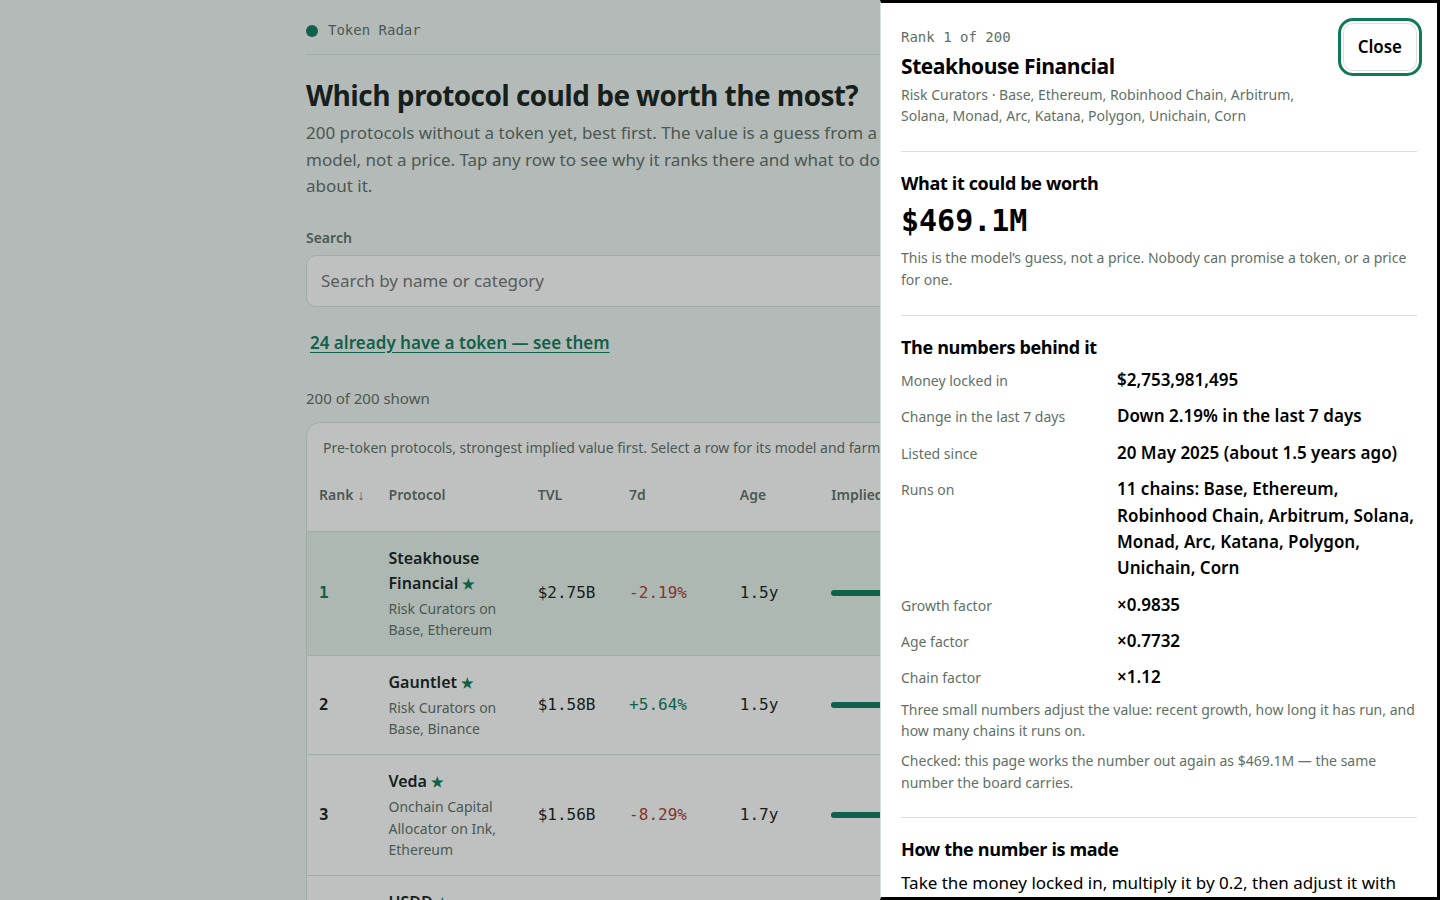 Token Radar
Which protocol could be worth the most?
200 protocols without a token yet, best first. The value is a guess from a
model, not a price. Tap any row to see why it ranks there and what to do
about it.
Search
Search by name or category
24 already have a token — see them
200 of 200 shown
Pre-token protocols, strongest implied value first. Select a row for its model and farm
Rank ↓ Protocol TVL 7d Age Implied
1 Steakhouse Financial ★ $2.75B -2.19% 1.5y
Risk Curators on
Base, Ethereum
2 Gauntlet ★ $1.58B +5.64% 1.5y
Risk Curators on
Base, Binance
3 Veda ★ $1.56B -8.29% 1.7y
Onchain Capital
Allocator on Ink,
Ethereum
Rank 1 of 200
Close
Steakhouse Financial
Risk Curators · Base, Ethereum, Robinhood Chain, Arbitrum,
Solana, Monad, Arc, Katana, Polygon, Unichain, Corn
What it could be worth
$469.1M
This is the model’s guess, not a price. Nobody can promise a token, or a price
for one.
The numbers behind it
Money locked in $2,753,981,495
Change in the last 7 days Down 2.19% in the last 7 days
Listed since 20 May 2025 (about 1.5 years ago)
Runs on 11 chains: Base, Ethereum,
Robinhood Chain, Arbitrum, Solana,
Monad, Arc, Katana, Polygon,
Unichain, Corn
Growth factor ×0.9835
Age factor ×0.7732
Chain factor ×1.12
Three small numbers adjust the value: recent growth, how long it has run, and
how many chains it runs on.
Checked: this page works the number out again as $469.1M — the same
number the board carries.
How the number is made
Take the money locked in, multiply it by 0.2, then adjust it with